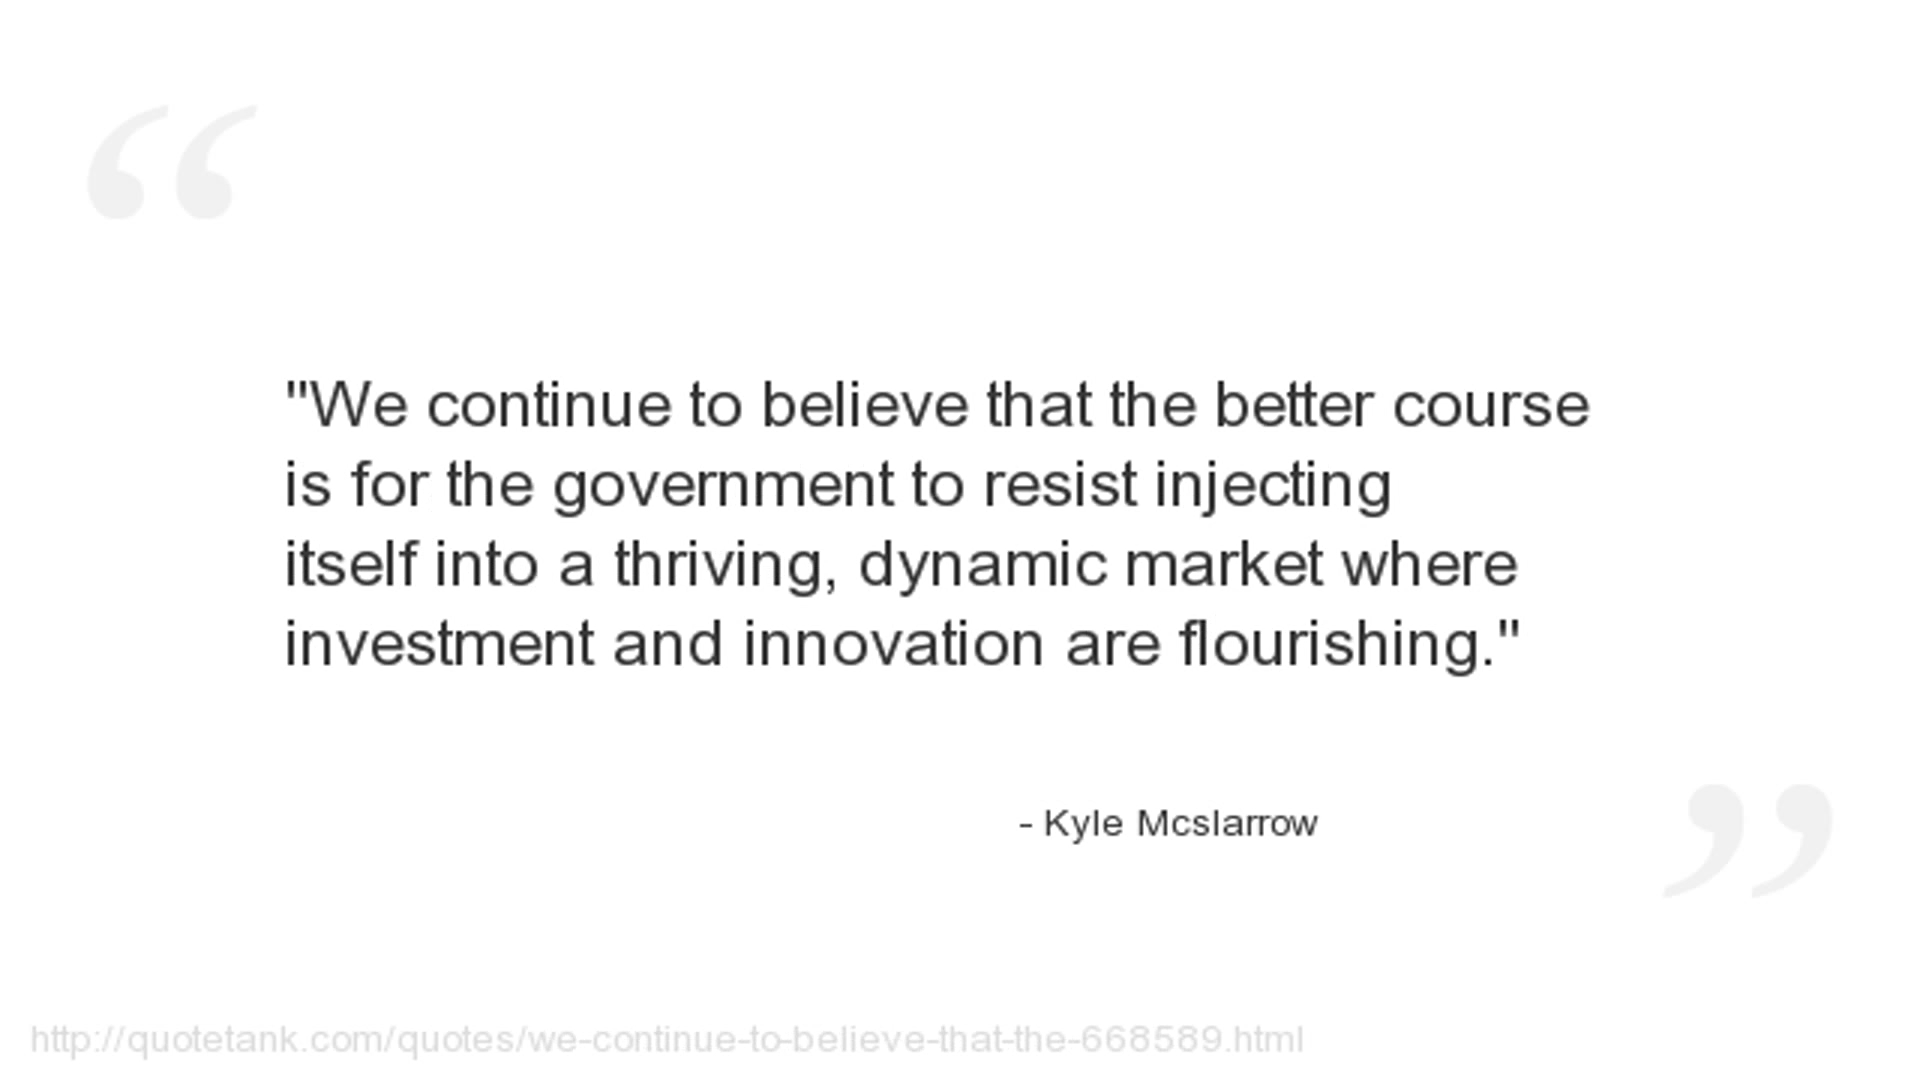 "We continue to believe that the better course
is for the government to resist injecting
itself into a thriving, dynamic market where
investment and innovation are flourishing."
- Kyle Mcslarrow
http://quotetank.com/quotes/we-continue-to-believe-that-the-668589.html